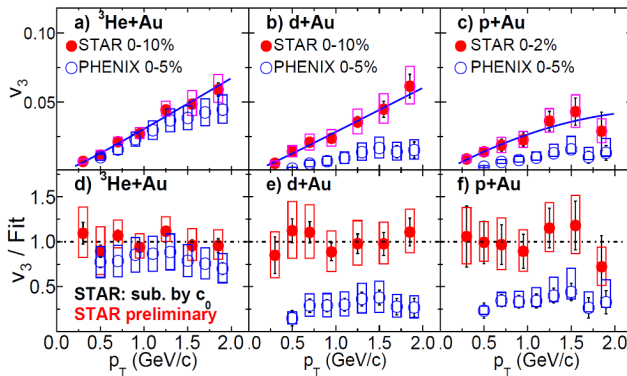 a) ³He+Au
STAR 0-10%
PHENIX 0-5%
b) d+Au
STAR 0-10%
PHENIX 0-5%
c) p+Au
STAR 0-2%
PHENIX 0-5%
v₃
0.10
0.05
0.00
d) ³He+Au
STAR: sub. by c₀
STAR preliminary
e) d+Au
f) p+Au
v₃ / Fit
1.5
1.0
0.5
0.0 0.5 1.0 1.5 2.0 0.5 1.0 1.5 2.0 0.5 1.0 1.5 2.0
p_T (GeV/c) p_T (GeV/c) p_T (GeV/c)